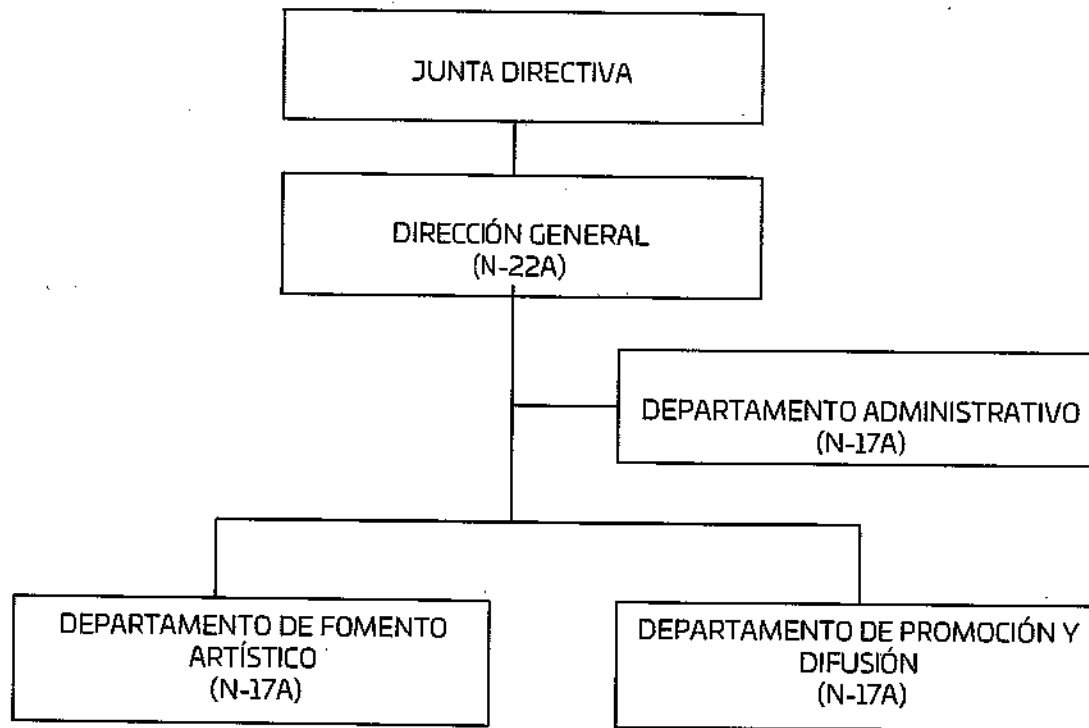 JUNTA DIRECTIVA
DIRECCIÓN GENERAL
(N-22A)
DEPARTAMENTO ADMINISTRATIVO
(N-17A)
DEPARTAMENTO DE FOMENTO
ARTÍSTICO
(N-17A)
DEPARTAMENTO DE PROMOCIÓN Y
DIFUSIÓN
(N-17A)